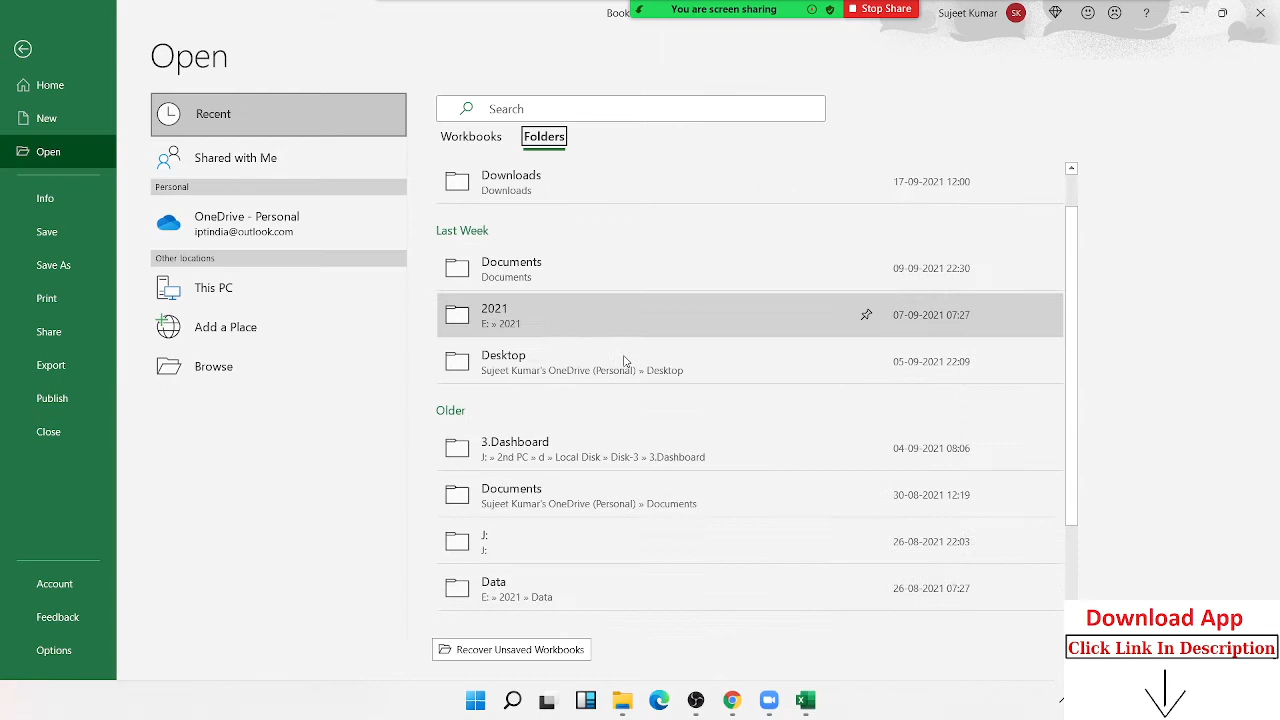 Book
You are screen sharing
Stop Share
Sujeet Kumar
SK
?
Open
Home
New
Open
Info
Save
Save As
Print
Share
Export
Publish
Close
Account
Feedback
Options
Recent
Shared with Me
Personal
OneDrive - Personal
iptindia@outlook.com
Other locations
This PC
Add a Place
Browse
Search
Workbooks
Folders
Downloads
Downloads
17-09-2021 12:00
Last Week
Documents
Documents
09-09-2021 22:30
2021
E: » 2021
07-09-2021 07:27
Desktop
Sujeet Kumar's OneDrive (Personal) » Desktop
05-09-2021 22:09
Older
3.Dashboard
J: » 2nd PC » d » Local Disk » Disk-3 » 3.Dashboard
04-09-2021 08:06
Documents
Sujeet Kumar's OneDrive (Personal) » Documents
30-08-2021 12:19
J:
J:
26-08-2021 22:03
Data
E: » 2021 » Data
26-08-2021 07:27
Recover Unsaved Workbooks
Download App
Click Link In Description